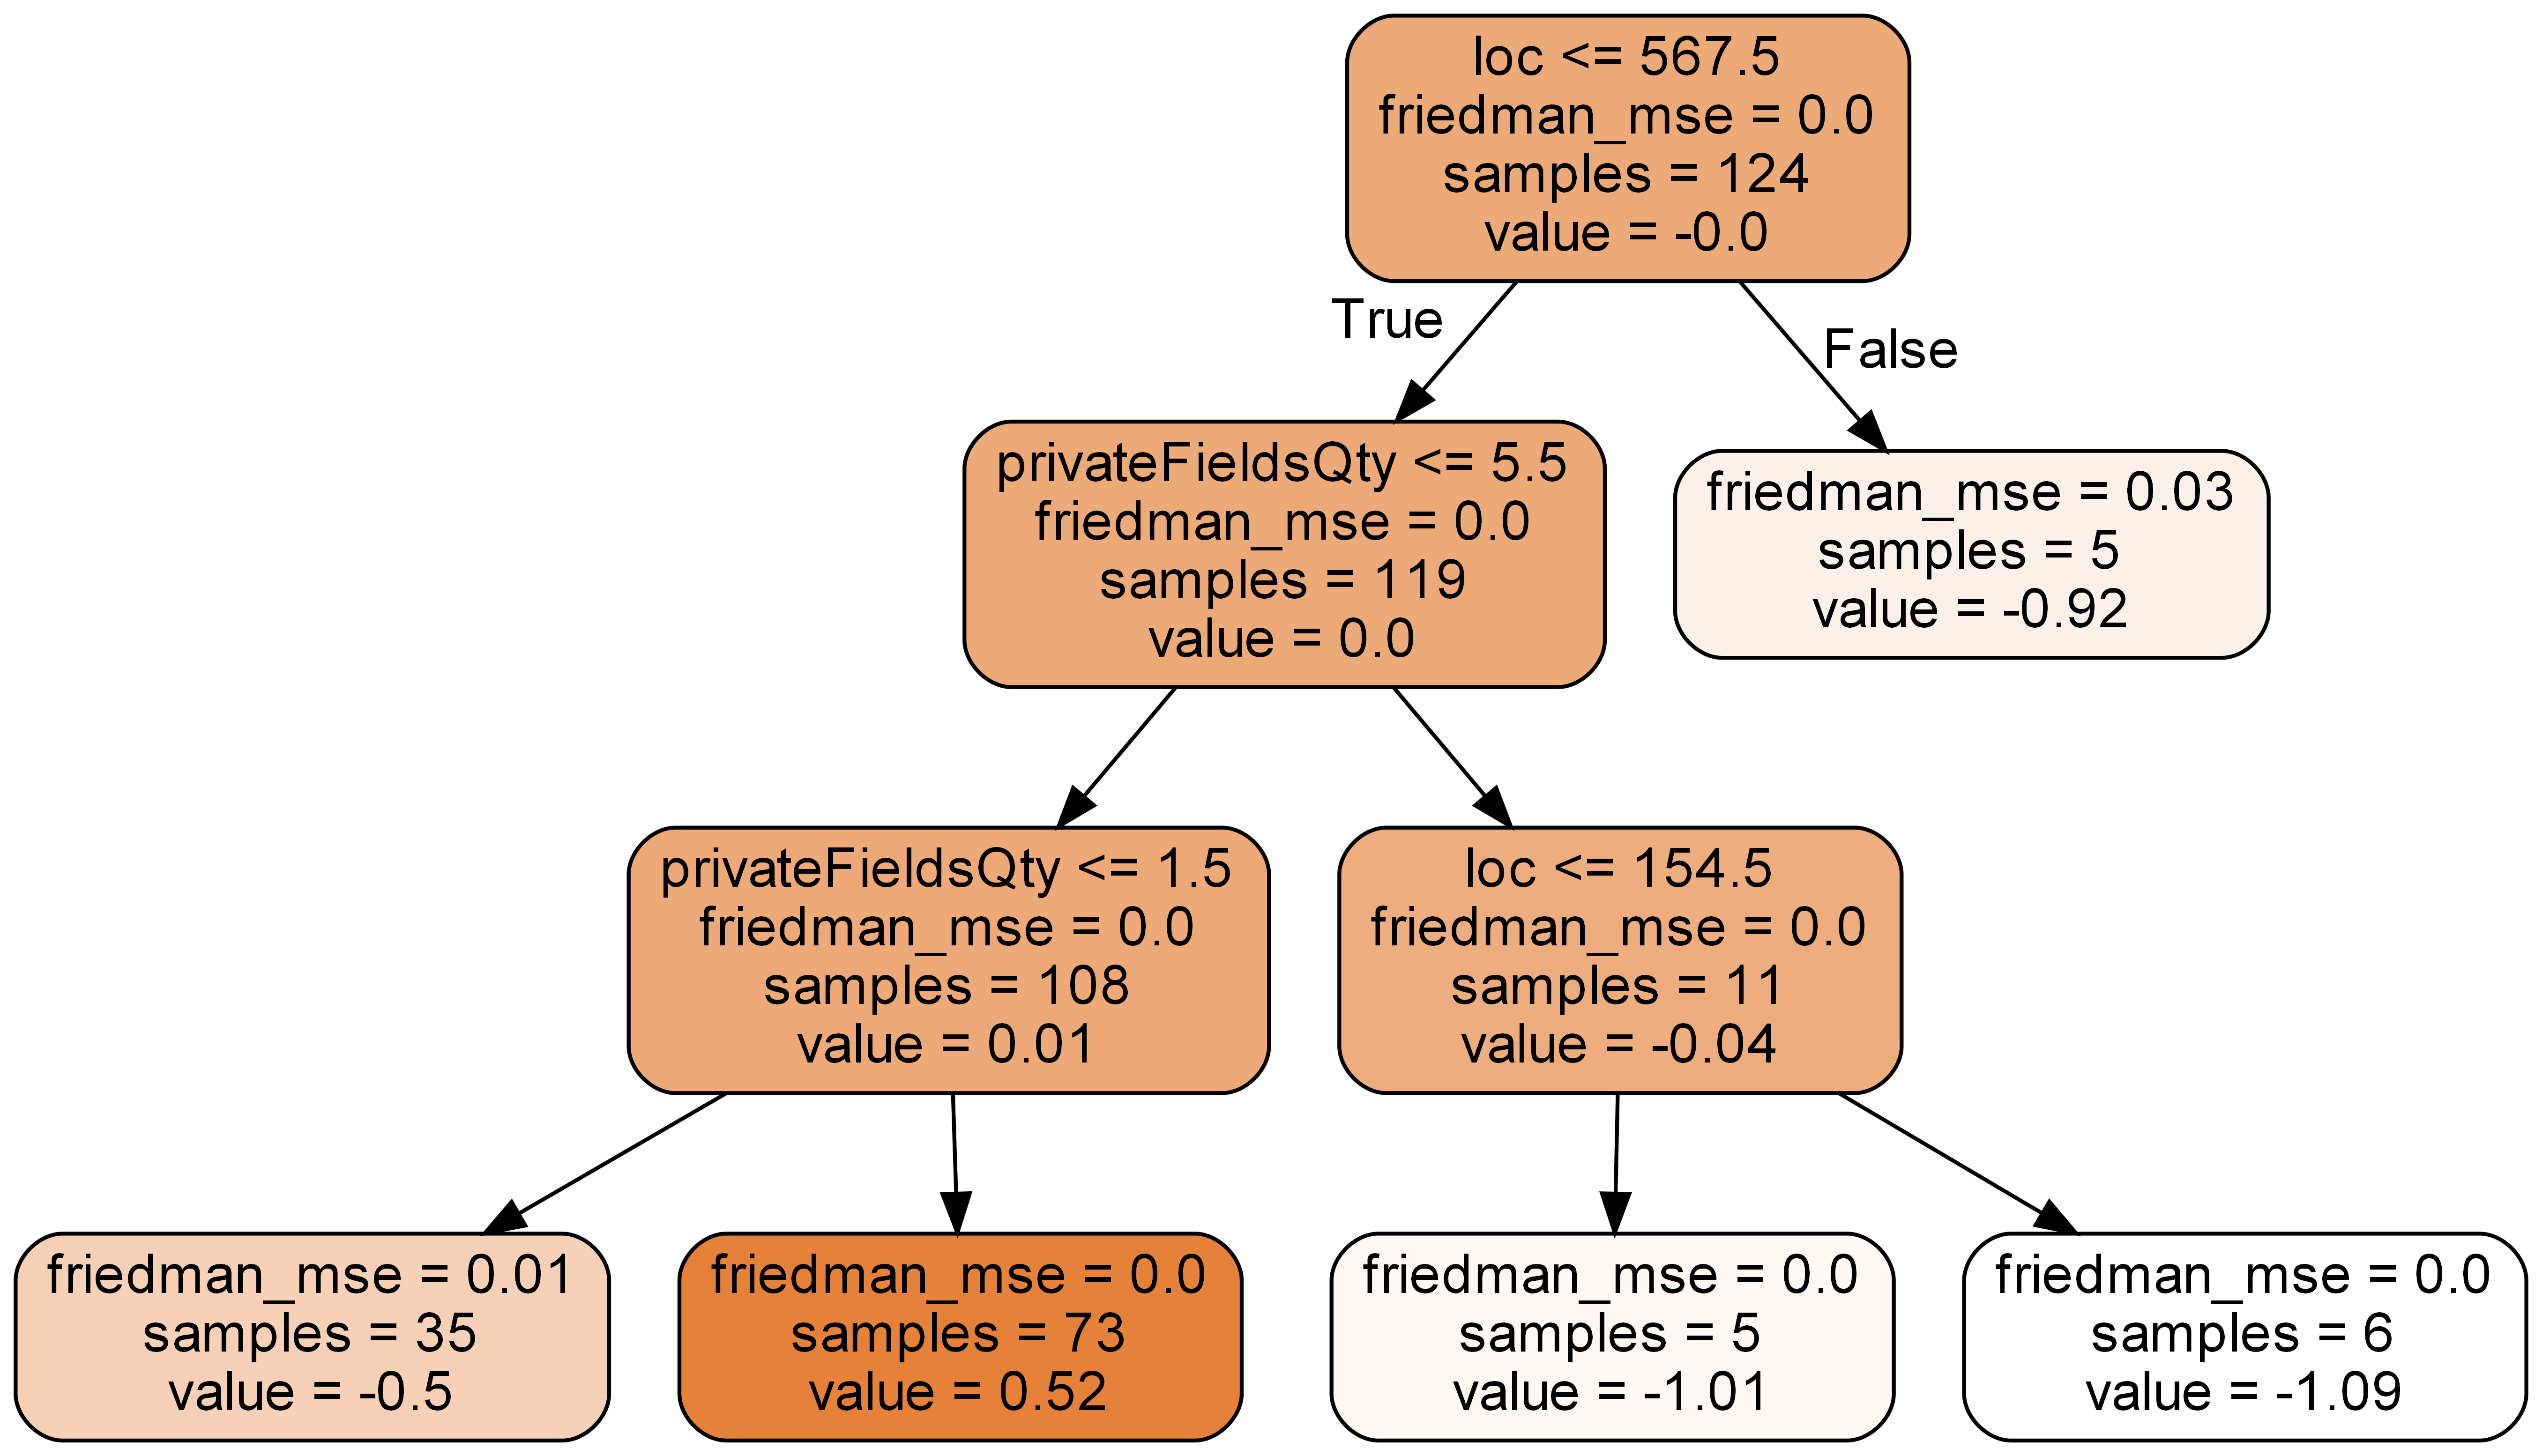 loc <= 567.5
friedman_mse = 0.0
samples = 124
value = -0.0
True
False
privateFieldsQty <= 5.5
friedman_mse = 0.0
samples = 119
value = 0.0
friedman_mse = 0.03
samples = 5
value = -0.92
privateFieldsQty <= 1.5
friedman_mse = 0.0
samples = 108
value = 0.01
loc <= 154.5
friedman_mse = 0.0
samples = 11
value = -0.04
friedman_mse = 0.01
samples = 35
value = -0.5
friedman_mse = 0.0
samples = 73
value = 0.52
friedman_mse = 0.0
samples = 5
value = -1.01
friedman_mse = 0.0
samples = 6
value = -1.09